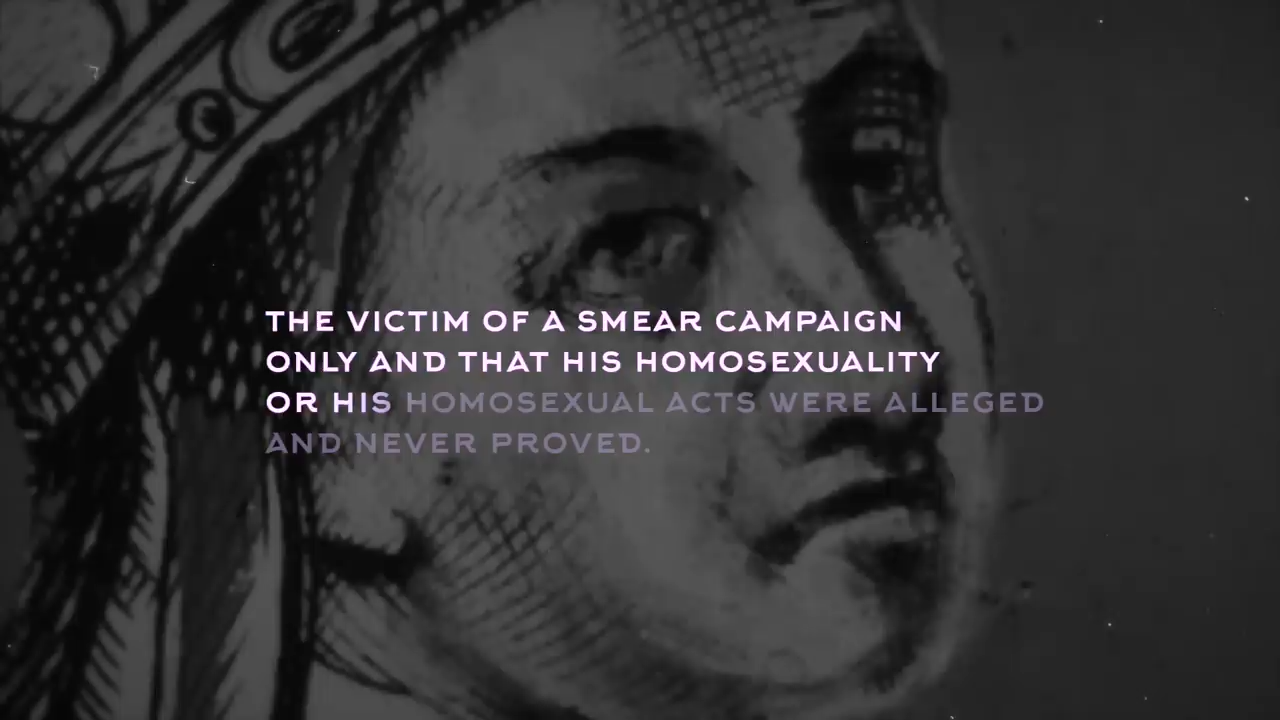 THE VICTIM OF A SMEAR CAMPAIGN
ONLY AND THAT HIS HOMOSEXUALITY
OR HIS HOMOSEXUAL ACTS WERE ALLEGED
AND NEVER PROVED.